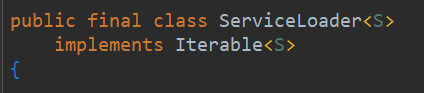 public final class ServiceLoader<S>
    implements Iterable<S>
{